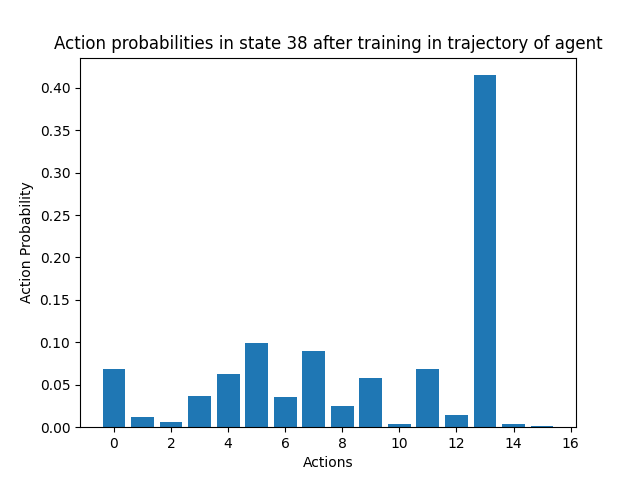 Action probabilities in state 38 after training in trajectory of agent
0.40
0.35
0.30
0.25
0.20
0.15
0.10
0.05
0.00
Action Probability
0 2 4 6 8 10 12 14 16
Actions